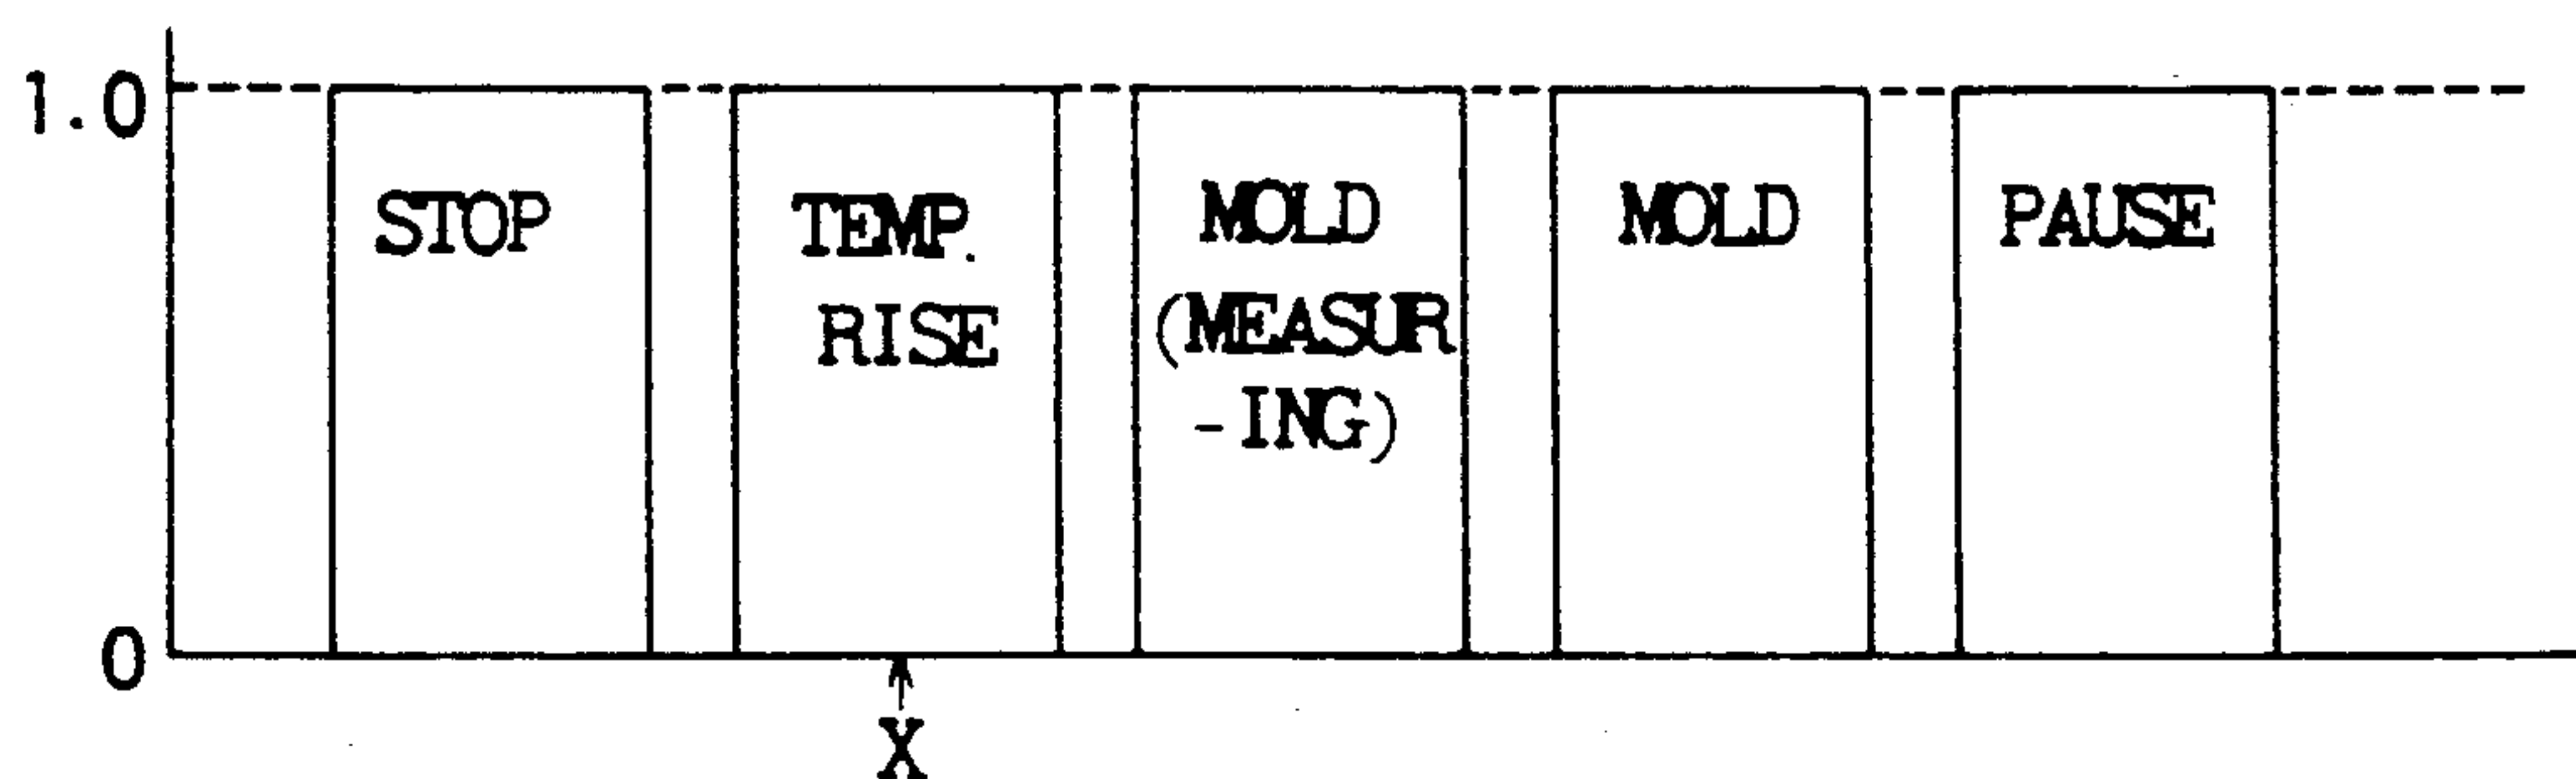 1.0
STOP
TEMP.
RISE
MOLD
(MEASUR
-ING)
MOLD
PAUSE
0
X